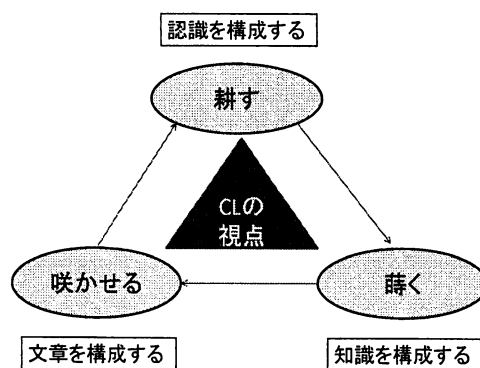 認識を構成する
耕す
CLの
視点
咲かせる
蒔く
文章を構成する
知識を構成する